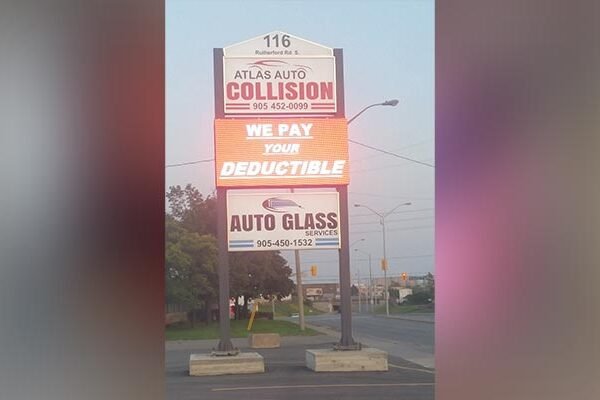 116
Rutherford Rd S.
ATLAS AUTO
COLLISION
905 452-0099
WE PAY
YOUR
DEDUCTIBLE
AUTO GLASS
SERVICES
905-450-1532